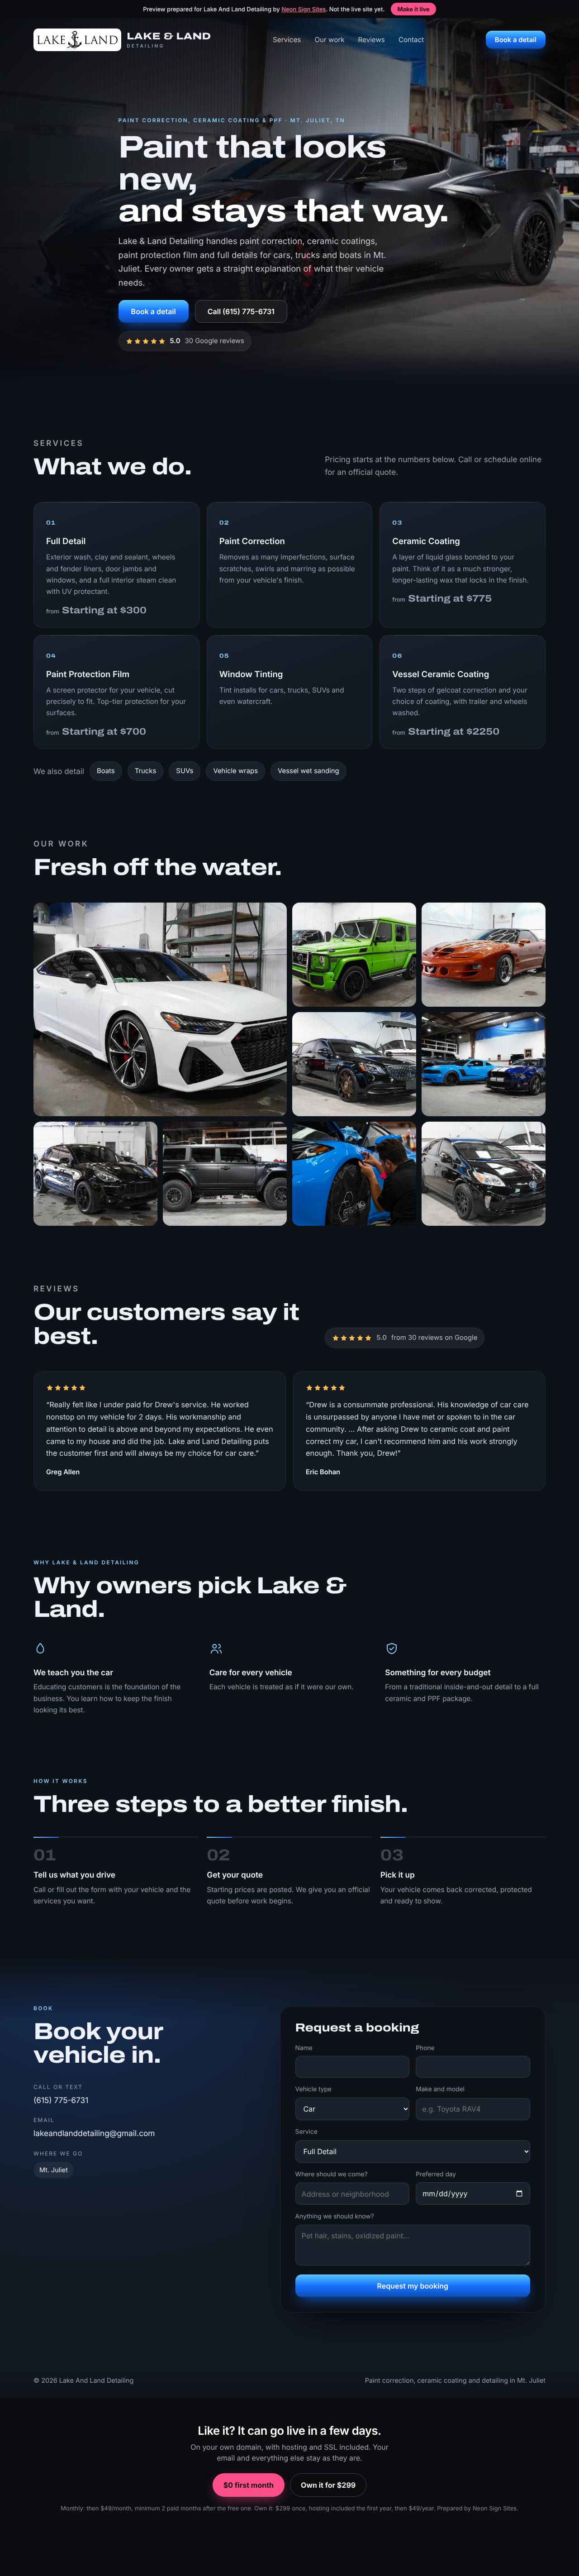 Preview prepared for Lake And Land Detailing by Neon Sign Sites. Not the live site yet. Make it live
LAKE LAND
LAKE & LAND
DETAILING
Services Our work Reviews Contact
Book a detail
PAINT CORRECTION, CERAMIC COATING & PPF · MT. JULIET, TN
Paint that looks
new,
and stays that way.
Lake & Land Detailing handles paint correction, ceramic coatings,
paint protection film and full details for cars, trucks and boats in Mt.
Juliet. Every owner gets a straight explanation of what their vehicle
needs.
Book a detail Call (615) 775-6731
★★★★★ 5.0 30 Google reviews
SERVICES
What we do.
Pricing starts at the numbers below. Call or schedule online
for an official quote.
01
Full Detail
Exterior wash, clay and sealant, wheels
and fender liners, door jambs and
windows, and a full interior steam clean
with UV protectant.
from Starting at $300
02
Paint Correction
Removes as many imperfections, surface
scratches, swirls and marring as possible
from your vehicle's finish.
03
Ceramic Coating
A layer of liquid glass bonded to your
paint. Think of it as a much stronger,
longer-lasting wax that locks in the finish.
from Starting at $775
04
Paint Protection Film
A screen protector for your vehicle, cut
precisely to fit. Top-tier protection for your
surfaces.
from Starting at $700
05
Window Tinting
Tint installs for cars, trucks, SUVs and
even watercraft.
06
Vessel Ceramic Coating
Two steps of gelcoat correction and your
choice of coating, with trailer and wheels
washed.
from Starting at $2250
We also detail Boats Trucks SUVs Vehicle wraps Vessel wet sanding
OUR WORK
Fresh off the water.
REVIEWS
Our customers say it
best.
★★★★★ 5.0 from 30 reviews on Google
★★★★★
“Really felt like I under paid for Drew's service. He worked
nonstop on my vehicle for 2 days. His workmanship and
attention to detail is above and beyond my expectations. He even
came to my house and did the job. Lake and Land Detailing puts
the customer first and will always be my choice for car care.”
Greg Allen
★★★★★
“Drew is a consummate professional. His knowledge of car care
is unsurpassed by anyone I have met or spoken to in the car
community. ... After asking Drew to ceramic coat and paint
correct my car, I can't recommend him and his work strongly
enough. Thank you, Drew!”
Eric Bohan
WHY LAKE & LAND DETAILING
Why owners pick Lake &
Land.
We teach you the car
Educating customers is the foundation of the
business. You learn how to keep the finish
looking its best.
Care for every vehicle
Each vehicle is treated as if it were our own.
Something for every budget
From a traditional inside-and-out detail to a full
ceramic and PPF package.
HOW IT WORKS
Three steps to a better finish.
01
Tell us what you drive
Call or fill out the form with your vehicle and the
services you want.
02
Get your quote
Starting prices are posted. We give you an official
quote before work begins.
03
Pick it up
Your vehicle comes back corrected, protected
and ready to show.
BOOK
Book your
vehicle in.
CALL OR TEXT
(615) 775-6731
EMAIL
lakeandlanddetailing@gmail.com
WHERE WE GO
Mt. Juliet
Request a booking
Name Phone
Vehicle type Make and model
Car e.g. Toyota RAV4
Service
Full Detail
Where should we come? Preferred day
Address or neighborhood mm/dd/yyyy
Anything we should know?
Pet hair, stains, oxidized paint...
Request my booking
© 2026 Lake And Land Detailing
Paint correction, ceramic coating and detailing in Mt. Juliet
Like it? It can go live in a few days.
On your own domain, with hosting and SSL included. Your
email and everything else stay as they are.
$0 first month Own it for $299
Monthly: then $49/month, minimum 2 paid months after the free one. Own it: $299 once, hosting included the first year, then $49/year. Prepared by Neon Sign Sites.